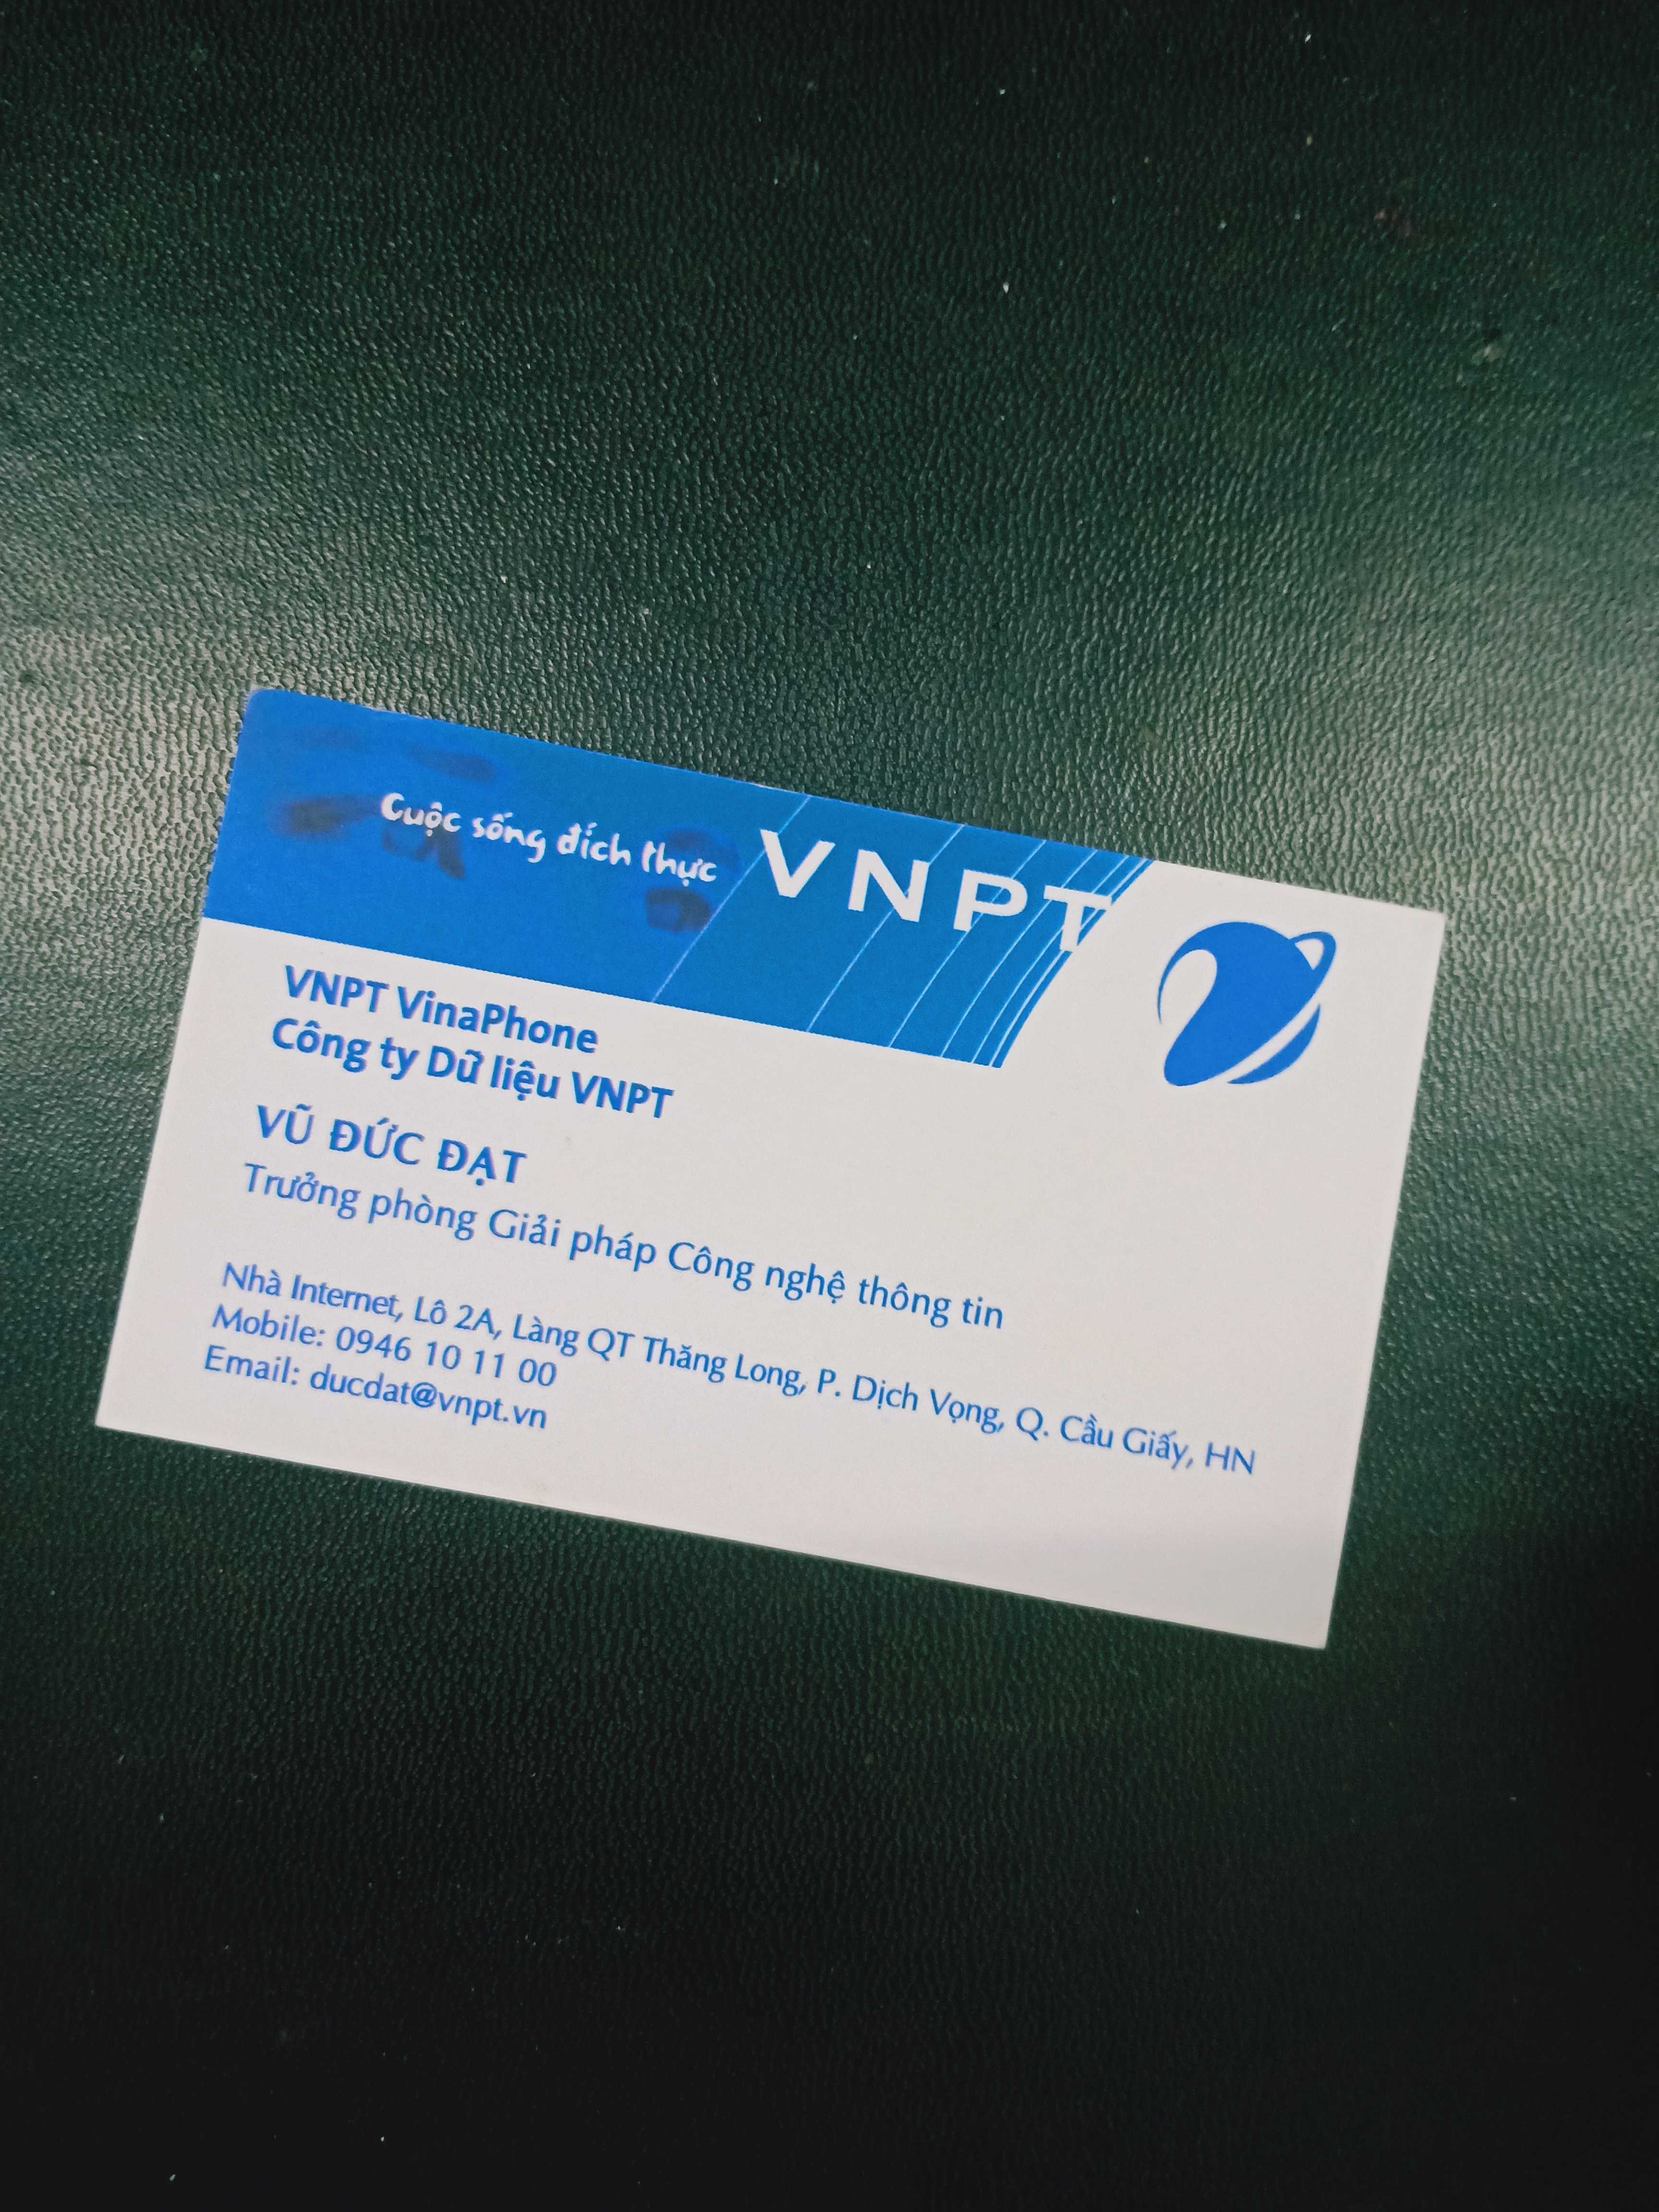 Cuộc sống đích thực
VNPT
VNPT VinaPhone
Công ty Dữ liệu VNPT
VŨ ĐỨC ĐẠT
Trưởng phòng Giải pháp Công nghệ thông tin
Nhà Internet, Lô 2A, Làng QT Thăng Long, P. Dịch Vọng, Q. Cầu Giấy, HN
Mobile: 0946 10 11 00
Email: ducdat@vnpt.vn